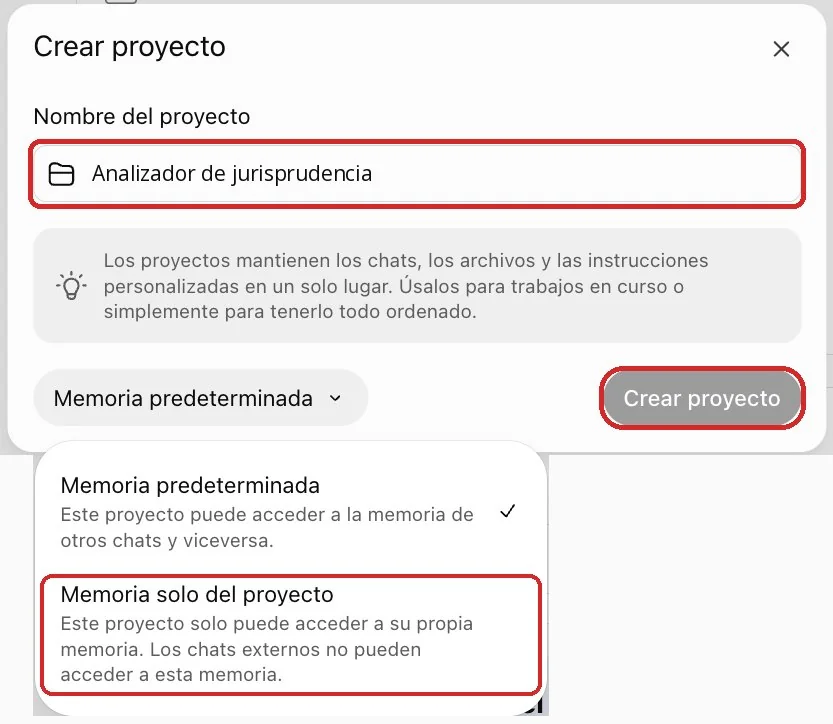 Crear proyecto
Nombre del proyecto
Analizador de jurisprudencia
Los proyectos mantienen los chats, los archivos y las instrucciones
personalizadas en un solo lugar. Úsalos para trabajos en curso o
simplemente para tenerlo todo ordenado.
Memoria predeterminada
Crear proyecto
Memoria predeterminada
Este proyecto puede acceder a la memoria de
otros chats y viceversa.
Memoria solo del proyecto
Este proyecto solo puede acceder a su propia
memoria. Los chats externos no pueden
acceder a esta memoria.